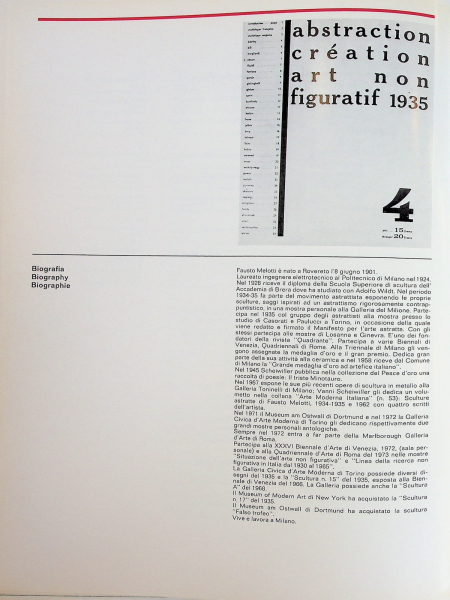 abstraction
création
art non
figuratif 1935
4
15
20
Biografia
Biography
Biographie
Fausto Melotti è nato a Rovereto l'8 giugno 1901.
Laureato ingegnere elettrotecnico al Politecnico di Milano nel 1924.
Nel 1928 riceve il diploma della Scuola Superiore di scultura dell'
Accademia di Brera dove ha studiato con Adolfo Wildt. Nel periodo
1934-35 fa parte del movimento astrattista esponendo le proprie
sculture, saggi ispirati ad un astrattismo rigorosamente contrap-
puntistico, in una mostra personale alla Galleria del Milione. Parte-
cipa nel 1935 col gruppo degli astrattisti alla mostra presso lo
studio di Casorati e Paulucci a Torino, in occasione della quale
viene redatto e firmato il Manifesto per l'arte astratta. Con gli
stessi partecipa alle mostre di Losanna e Ginevra. E'uno dei fon-
datori della rivista "Quadrante". Partecipa a varie Biennali di
Venezia, Quadriennali di Roma. Alla Triennale di Milano gli ven-
gono assegnate la medaglia d'oro e il gran premio. Dedica gran
parte della sua attività alla ceramica e nel 1958 riceve dal Comune
di Milano la "Grande medaglia d'oro ad artefice italiano".
Nel 1945 Scheiwiller pubblica nella collezione del Pesce d'oro una
raccolta di poesie: Il triste Minotauro.
Nel 1967 espone le sue più recenti opere di scultura in metallo alla
Galleria Toninelli di Milano; Vanni Scheiwiller gli dedica un volu-
metto nella collana "Arte Moderna Italiana" (n. 53): Sculture
astratte di Fausto Melotti, 1934-1935 e 1962 con quattro scritti
dell'artista.
Nel 1971 il Museum am Ostwall di Dortmund e nel 1972 la Galleria
Civica d'Arte Moderna di Torino gli dedicano rispettivamente due
grandi mostre personali antologiche.
Sempre nel 1972 entra a far parte della Marlborough Galleria
d'Arte di Roma.
Partecipa alla XXXVI Biennale d'Arte di Venezia, 1972, (sala per-
sonale) e alla Quadriennale d'Arte di Roma del 1973 nelle mostre
"Situazione dell'arte non figurativa" e "Linea della ricerca non
figurativa in Italia dal 1930 al 1965".
La Galleria Civica d'Arte Moderna di Torino possiede diversi di-
segni del 1935 e la "Scultura n. 15" del 1935, esposta alla Bien-
nale di Venezia del 1966. La Galleria possiede anche la "Scultura
A" del 1968.
Il Museum of Modern Art di New York ha acquistato la "Scultura
n. 17" del 1935.
Il Museum am Ostwall di Dortmund ha acquistato la scultura
"Falso trofeo".
Vive e lavora a Milano.